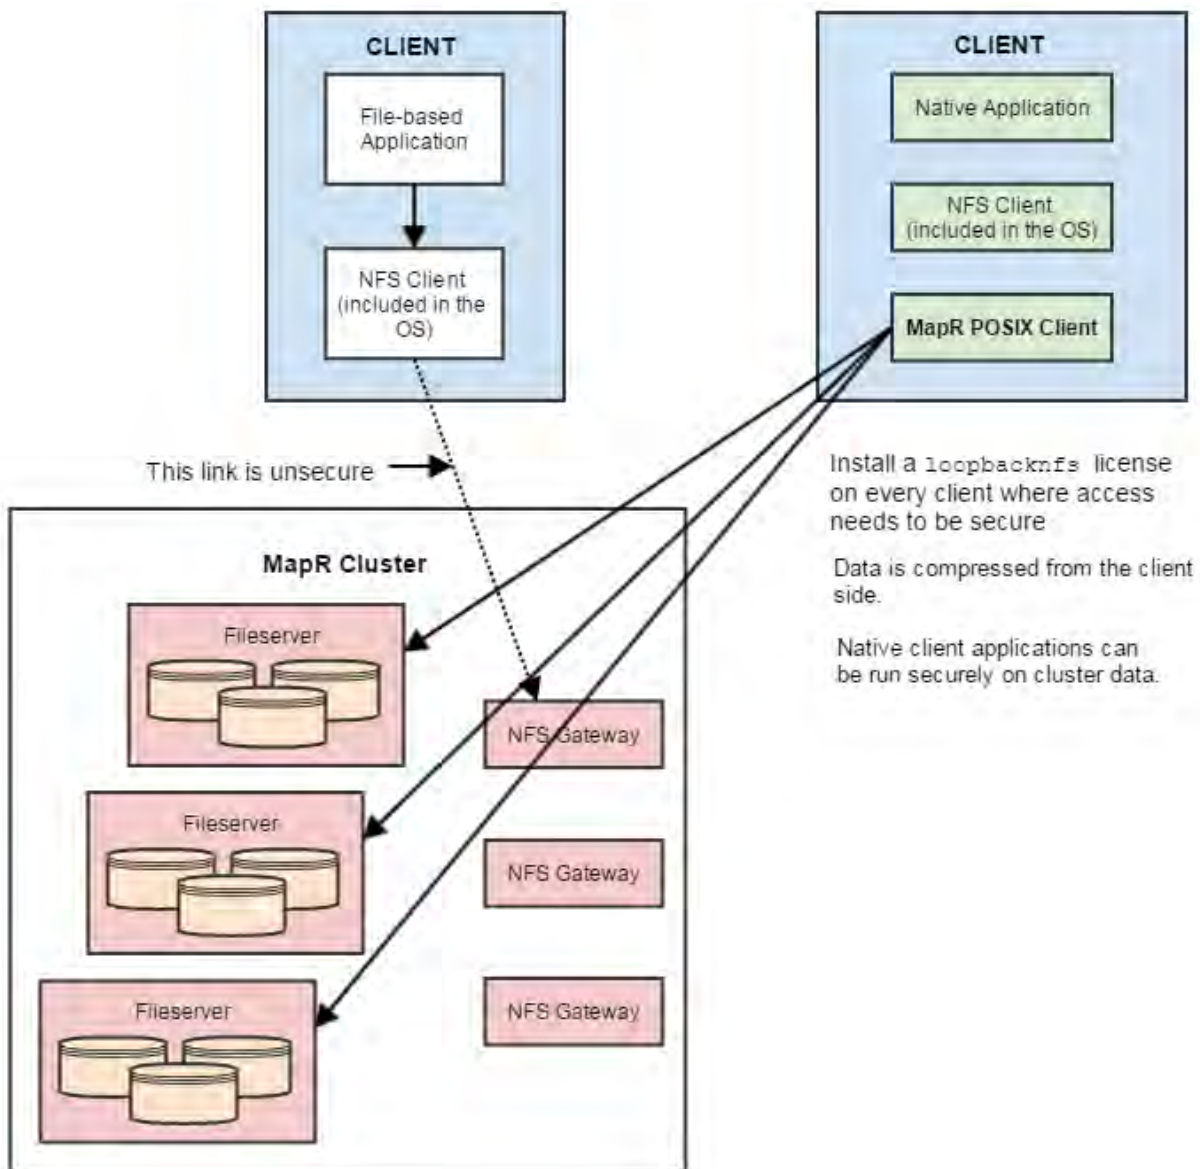 CLIENT
File-based
Application
NFS Client
(included in the
OS)
CLIENT
Native Application
NFS Client
(included in the OS)
MapR POSIX Client
This link is unsecure
Install a loopbacknfs license
on every client where access
needs to be secure
Data is compressed from the client
side.
Native client applications can
be run securely on cluster data.
MapR Cluster
Fileserver
NFS Gateway
Fileserver
NFS Gateway
Fileserver
NFS Gateway